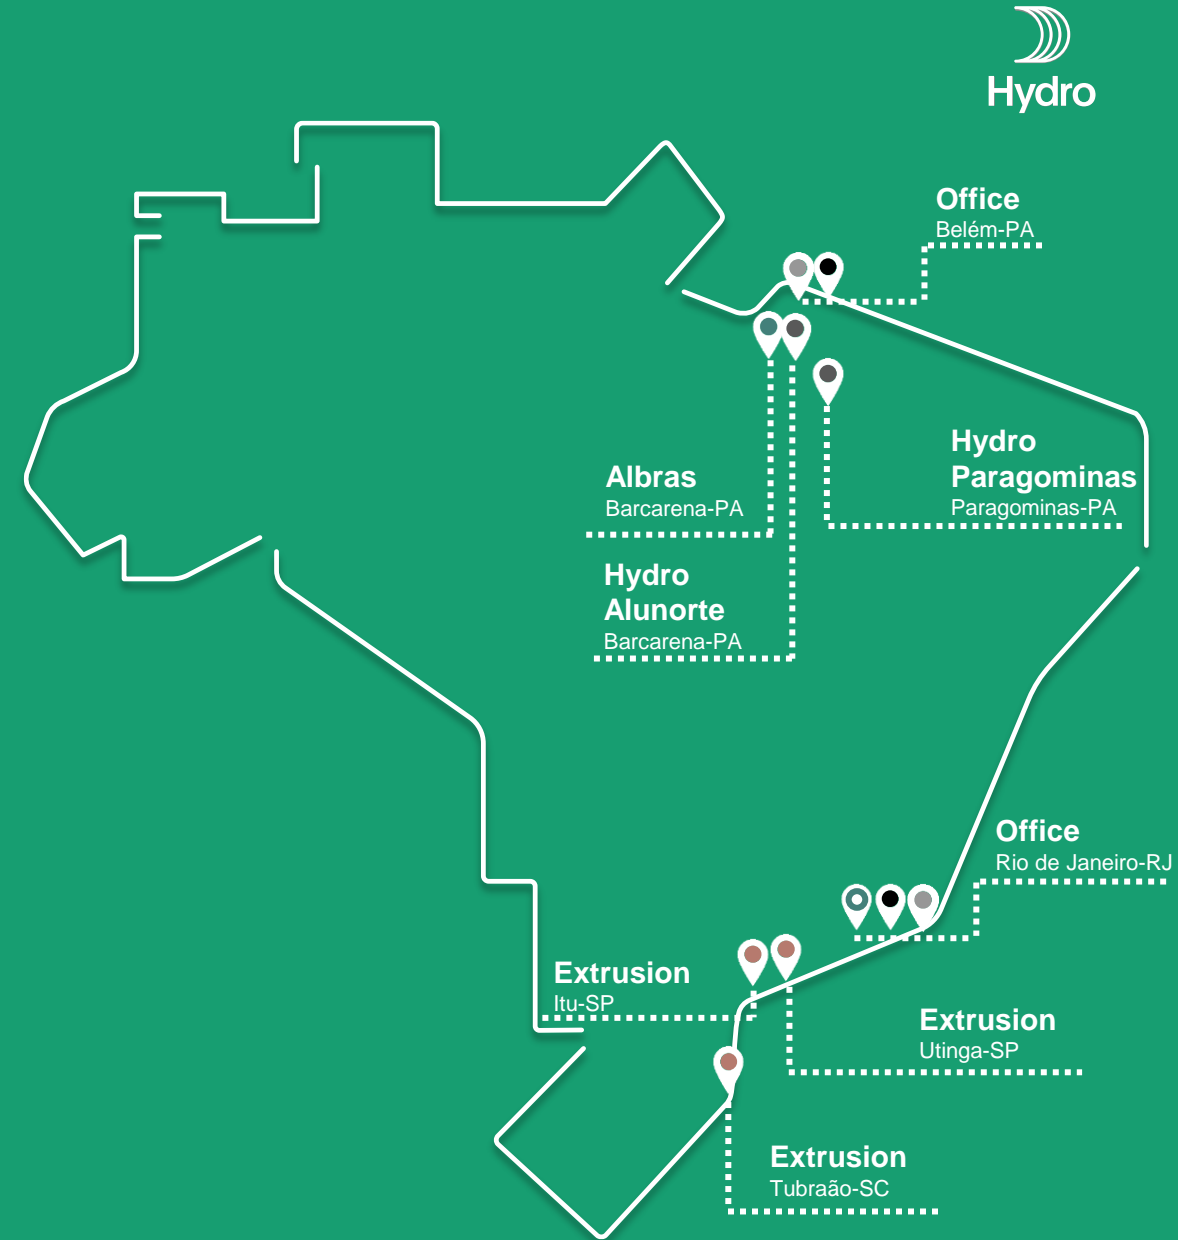 Hydro
Office
Belém-PA
Hydro
Paragominas
Paragominas-PA
Albras
Barcarena-PA
Hydro
Alunorte
Barcarena-PA
Office
Rio de Janeiro-RJ
Extrusion
Itu-SP
Extrusion
Utinga-SP
Extrusion
Tubraão-SC